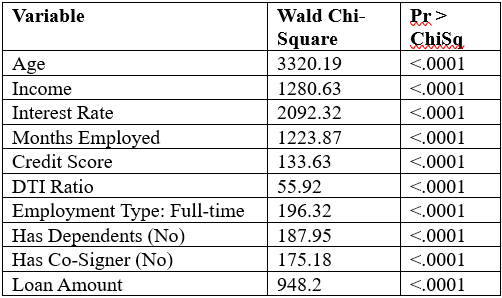 Variable Wald Chi- Pr >
Square ChiSq
Age 3320.19 <.0001
Income 1280.63 <.0001
Interest Rate 2092.32 <.0001
Months Employed 1223.87 <.0001
Credit Score 133.63 <.0001
DTI Ratio 55.92 <.0001
Employment Type: Full-time 196.32 <.0001
Has Dependents (No) 187.95 <.0001
Has Co-Signer (No) 175.18 <.0001
Loan Amount 948.2 <.0001